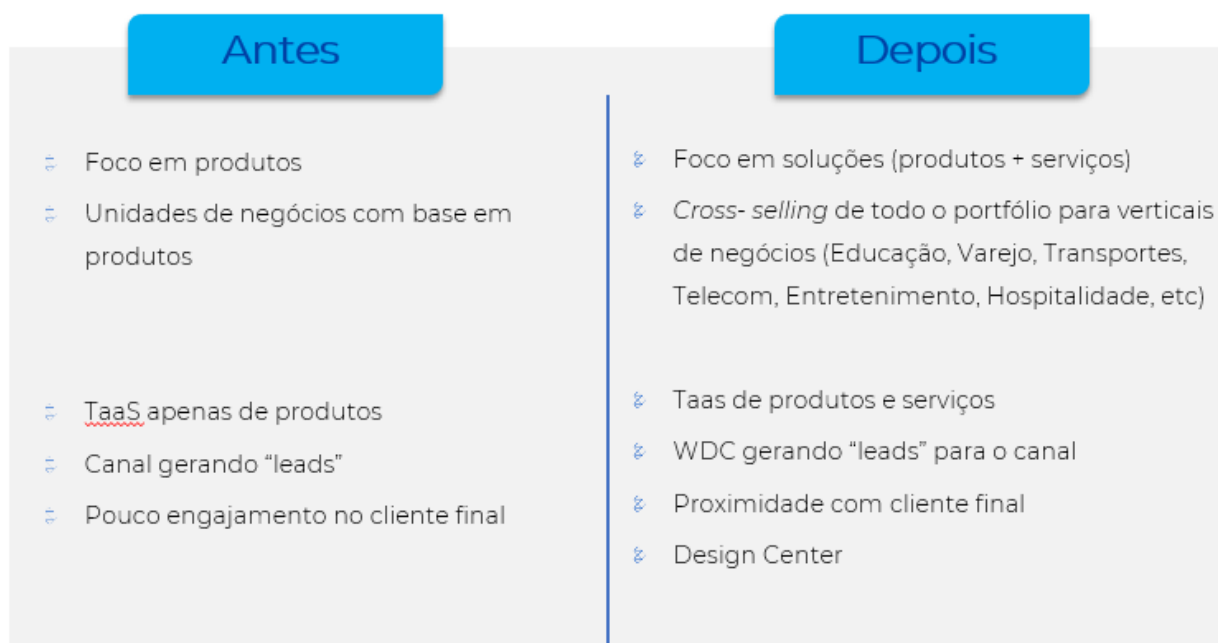 Antes
Foco em produtos
Unidades de negócios com base em
produtos
TaaS apenas de produtos
Canal gerando “leads”
Pouco engajamento no cliente final
Depois
Foco em soluções (produtos + serviços)
Cross- selling de todo o portfólio para verticais
de negócios (Educação, Varejo, Transportes,
Telecom, Entretenimento, Hospitalidade, etc)
Taas de produtos e serviços
WDC gerando “leads” para o canal
Proximidade com cliente final
Design Center